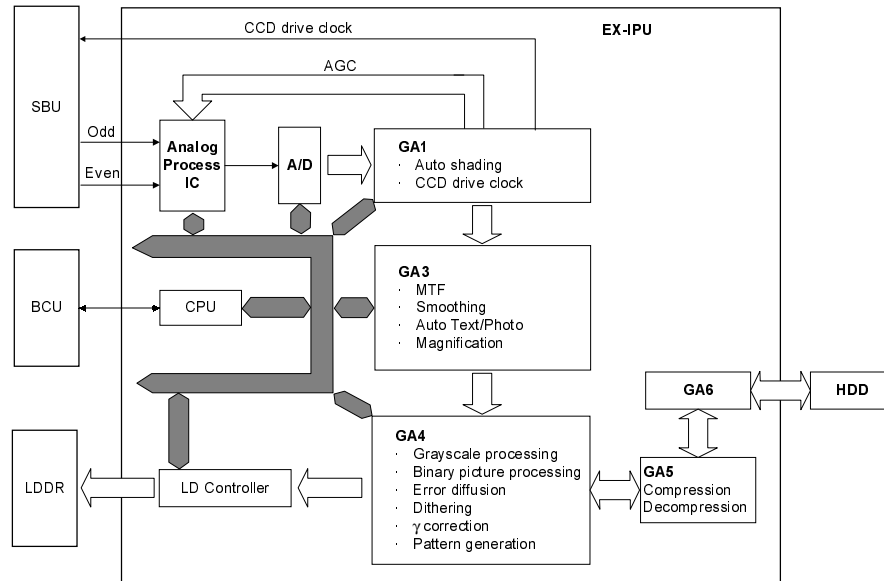 CCD drive clock
EX-IPU
AGC
SBU
Odd
Even
Analog
Process
IC
A/D
GA1
· Auto shading
· CCD drive clock
BCU
CPU
GA3
· MTF
· Smoothing
· Auto Text/Photo
· Magnification
GA6
HDD
GA4
· Grayscale processing
· Binary picture processing
· Error diffusion
· Dithering
· γ correction
· Pattern generation
GA5
Compression
Decompression
LDDR
LD Controller